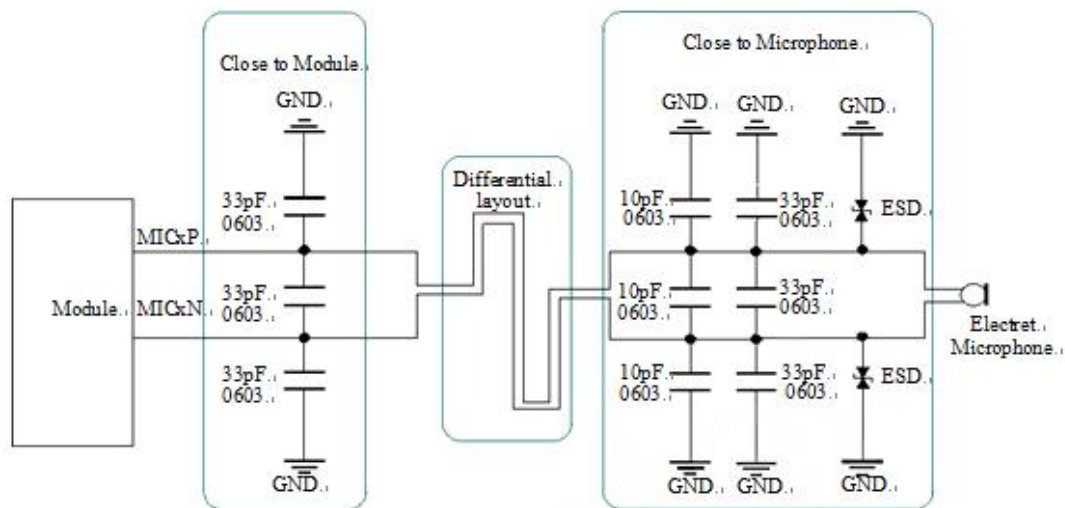 Close to Module.
GND.
33pF.
0603.
MICxP.
33pF.
0603.
MICxN.
Module.
33pF.
0603.
GND.
Differential.
layout.
Close to Microphone.
GND.
GND.
GND.
10pF.
0603.
33pF.
0603.
ESD.
10pF.
0603.
33pF.
0603.
Electret.
Microphone.
10pF.
0603.
33pF.
0603.
ESD.
GND.
GND.
GND.